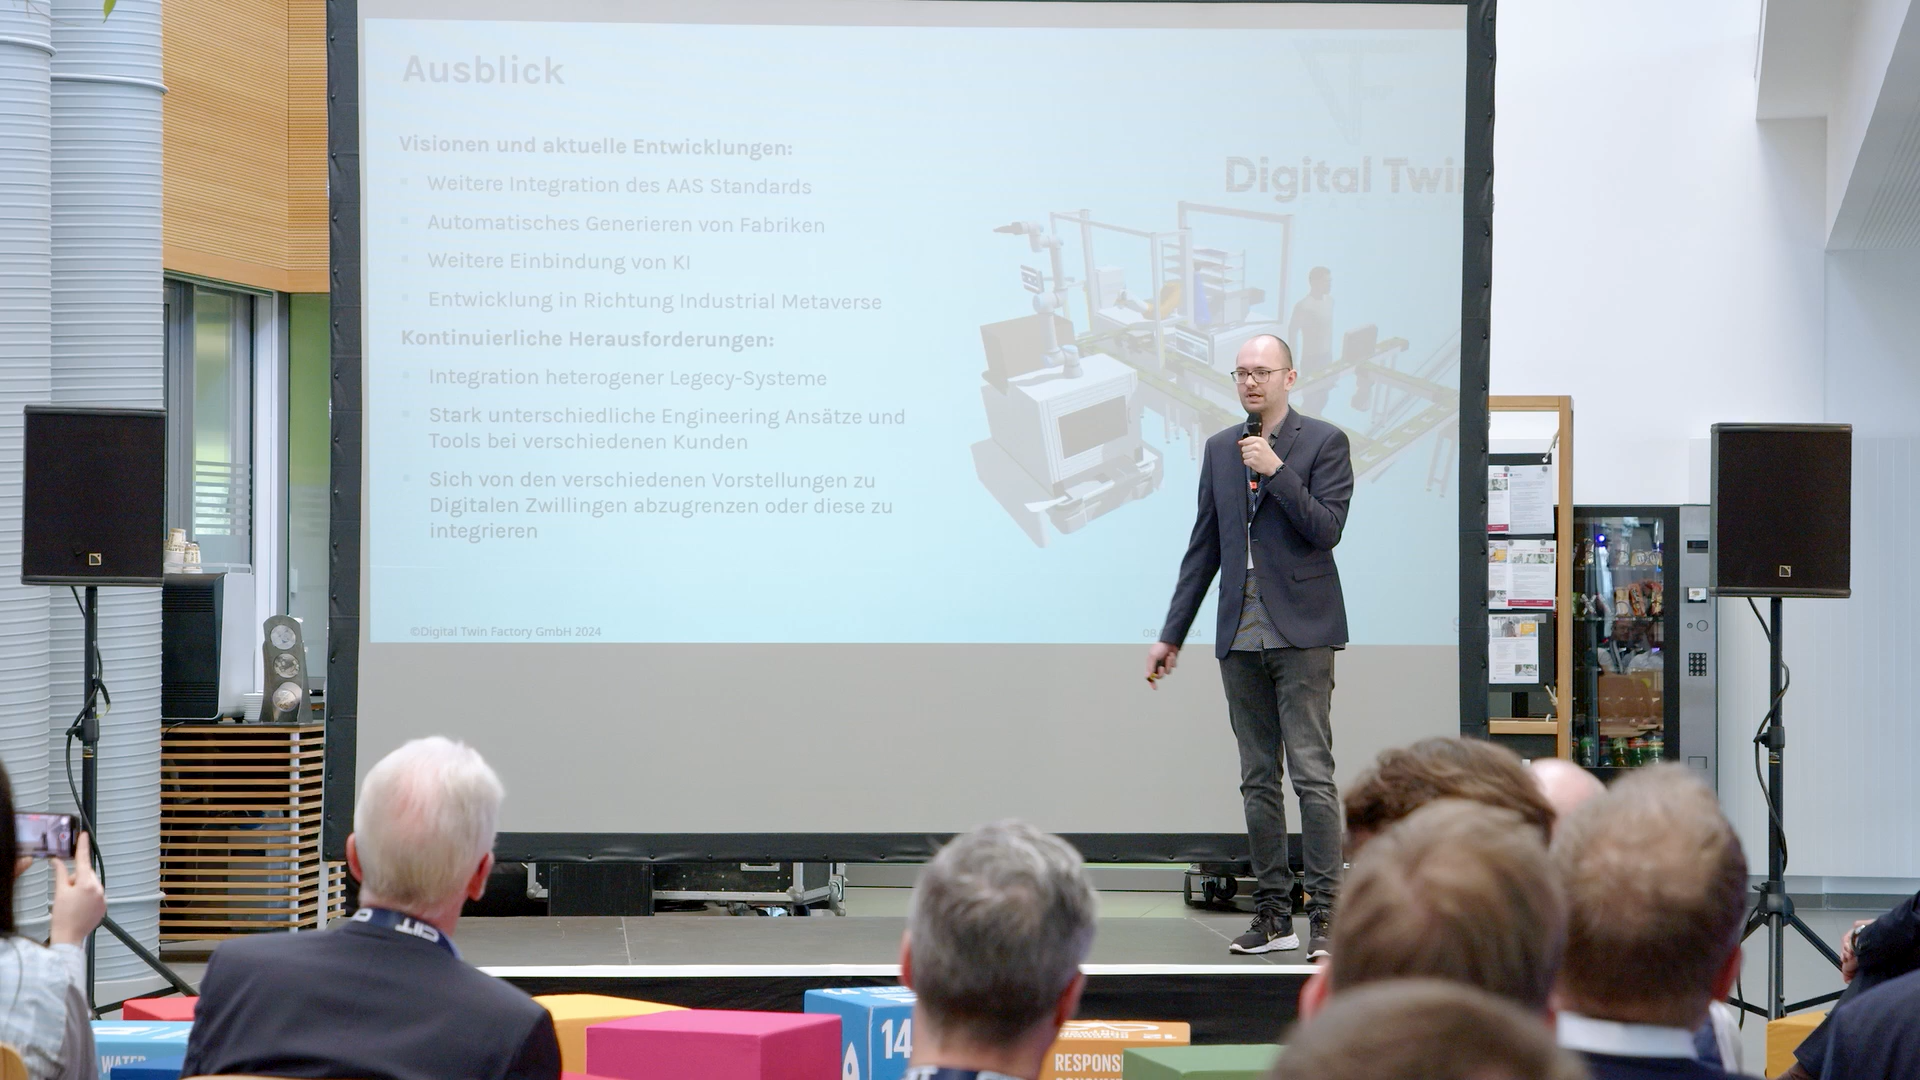 Ausblick
Visionen und aktuelle Entwicklungen:
Weitere Integration des AAS Standards
Automatisches Generieren von Fabriken
Weitere Einbindung von KI
Entwicklung in Richtung Industrial Metaverse
Kontinuierliche Herausforderungen:
Integration heterogener Legecy-Systeme
Stark unterschiedliche Engineering Ansätze und
Tools bei verschiedenen Kunden
Sich von den verschiedenen Vorstellungen zu
Digitalen Zwillingen abzugrenzen oder diese zu
integrieren
Digital Twin
©Digital Twin Factory GmbH 2024
CIT
WATER
14